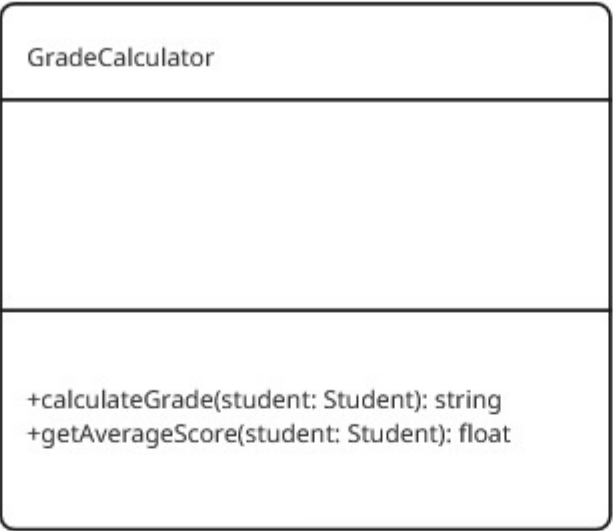 GradeCalculator
+calculateGrade(student: Student): string
+getAverageScore(student: Student): float